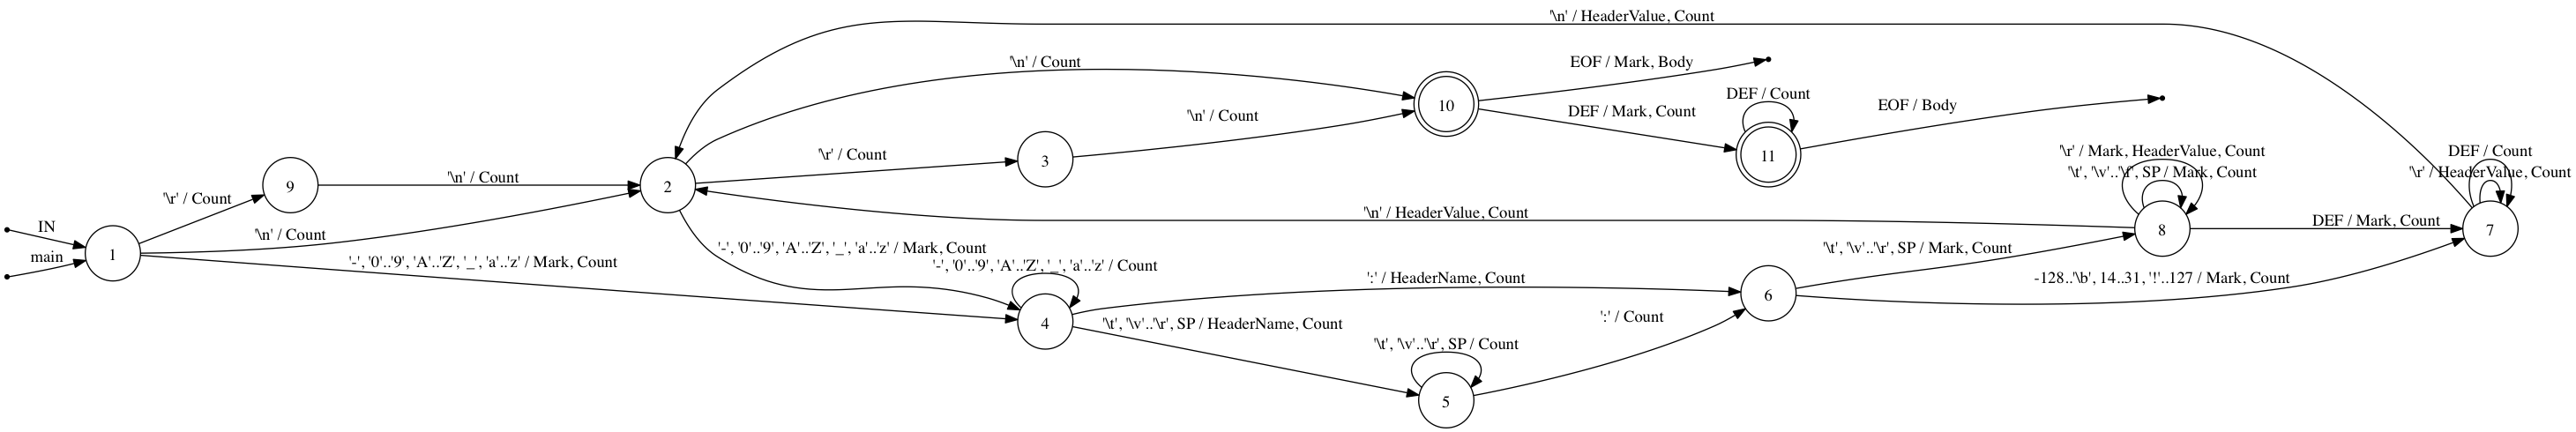 '\n' / HeaderValue, Count
'\n' / Count
EOF / Mark, Body
DEF / Count
10
EOF / Body
DEF / Mark, Count
'\n' / Count
'\r' / Count
3
11
'\r' / Mark, HeaderValue, Count
DEF / Count
'\t', '\v'..'\f', SP / Mark, Count
'\r' / HeaderValue, Count
9
'\n' / Count
2
'\r' / Count
'\n' / HeaderValue, Count
IN
'\n' / Count
8
DEF / Mark, Count
7
main
1
'-', '0'..'9', 'A'..'Z', '_', 'a'..'z' / Mark, Count
'\t', '\v'..'\r', SP / Mark, Count
'-', '0'..'9', 'A'..'Z', '_', 'a'..'z' / Mark, Count
'-', '0'..'9', 'A'..'Z', '_', 'a'..'z' / Count
':' / HeaderName, Count
-128..'\b', 14..31, '!'..127 / Mark, Count
6
4
'\t', '\v'..'\r', SP / HeaderName, Count
':' / Count
'\t', '\v'..'\r', SP / Count
5